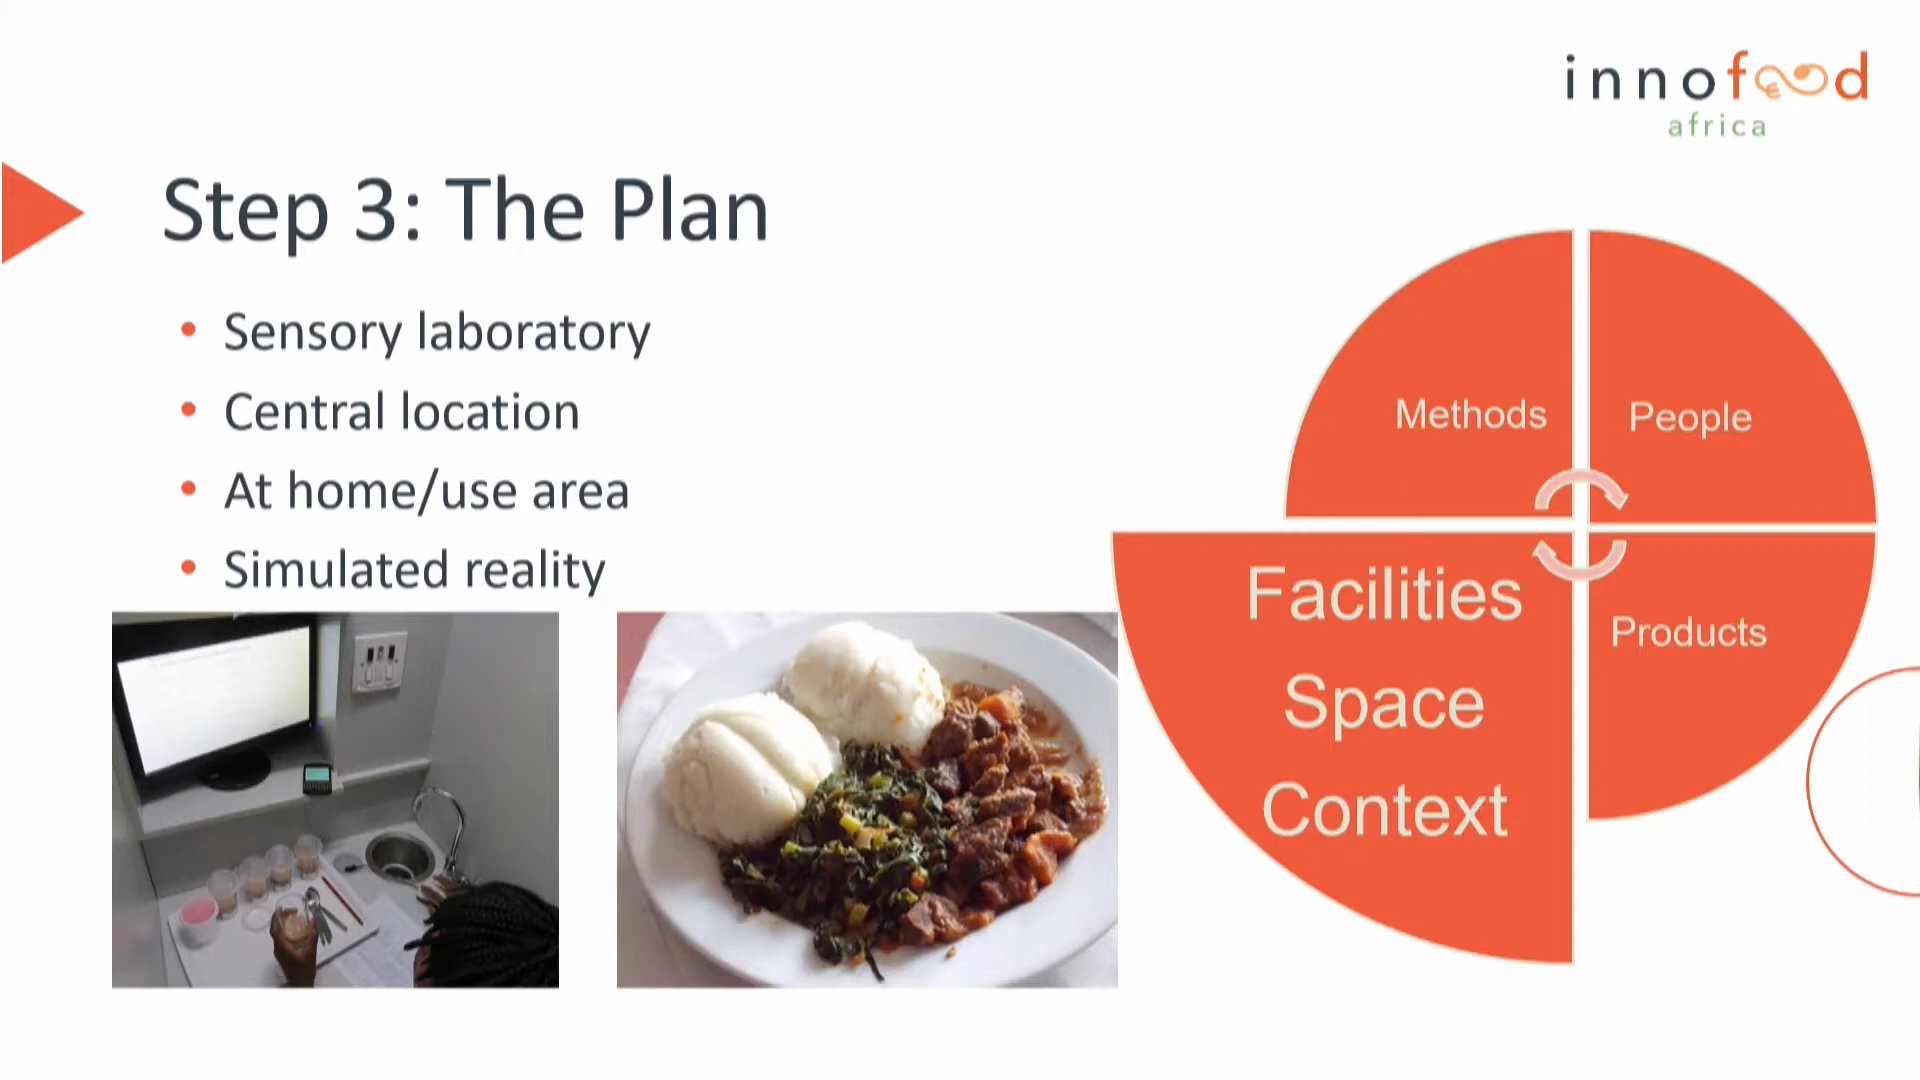 innofood
africa
Step 3: The Plan
• Sensory laboratory
• Central location
• At home/use area
• Simulated reality
Methods
People
Facilities
Space
Context
Products